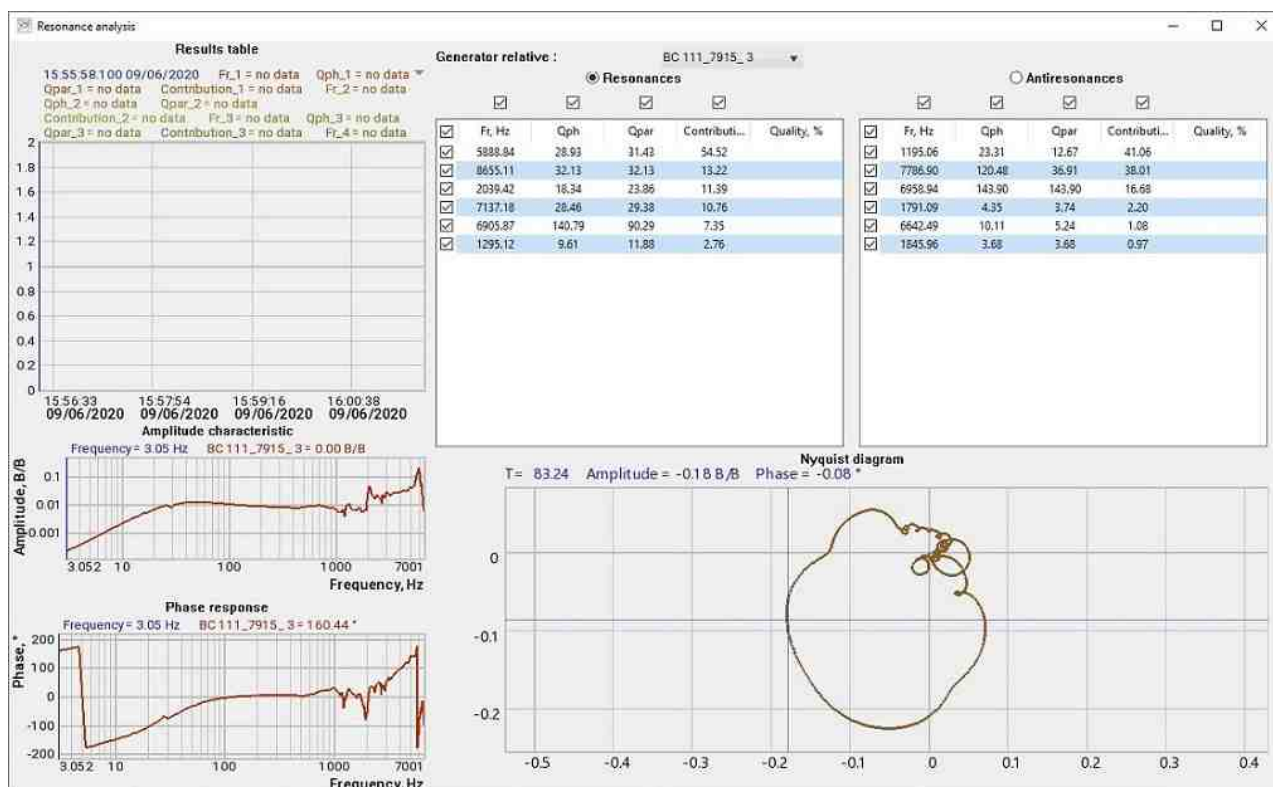 Resonance analysis
Results table
15:55:58.100 09/06/2020 Fr_1 = no data Qph_1 = no data
Qpar_1 = no data Contribution_1 = no data Fr_2 = no data
Qph_2 = no data Qpar_2 = no data
Contribution_2 = no data Fr_3 = no data Qph_3 = no data
Qpar_3 = no data Contribution_3 = no data Fr_4 = no data
2
1.8
1.6
1.4
1.2
1
0.8
0.6
0.4
0.2
0
15:56:33 15:57:54 15:59:16 16:00:38
09/06/2020 09/06/2020 09/06/2020 09/06/2020
Generator relative : BC 111_7915_ 3
Resonances
Fr, Hz Qph Qpar Contributi... Quality, %
5888.84 28.93 31.43 54.52
8655.11 32.13 32.13 13.22
2039.42 18.34 23.86 11.39
7137.18 28.46 29.38 10.76
6905.87 140.79 90.29 7.35
1295.12 9.61 11.88 2.76
Antiresonances
Fr, Hz Qph Qpar Contributi... Quality, %
1195.06 23.31 12.67 41.06
7786.90 120.48 36.91 38.01
6958.94 143.90 143.90 16.68
1791.09 4.35 3.74 2.20
6642.49 10.11 5.24 1.08
1845.96 3.68 3.68 0.97
Amplitude characteristic
Frequency = 3.05 Hz BC 111_7915_ 3 = 0.00 B/B
Amplitude, B/B
0.1
0.01
0.001
3.052 10 100 1000 7001
Frequency, Hz
Phase response
Frequency = 3.05 Hz BC 111_7915_ 3 = 160.44 °
Phase, °
200
100
0
-100
-200
3.052 10 100 1000 7001
Frequency, Hz
Nyquist diagram
T = 83.24 Amplitude = -0.18 B/B Phase = -0.08 °
0
-0.1
-0.2
-0.5 -0.4 -0.3 -0.2 -0.1 0 0.1 0.2 0.3 0.4